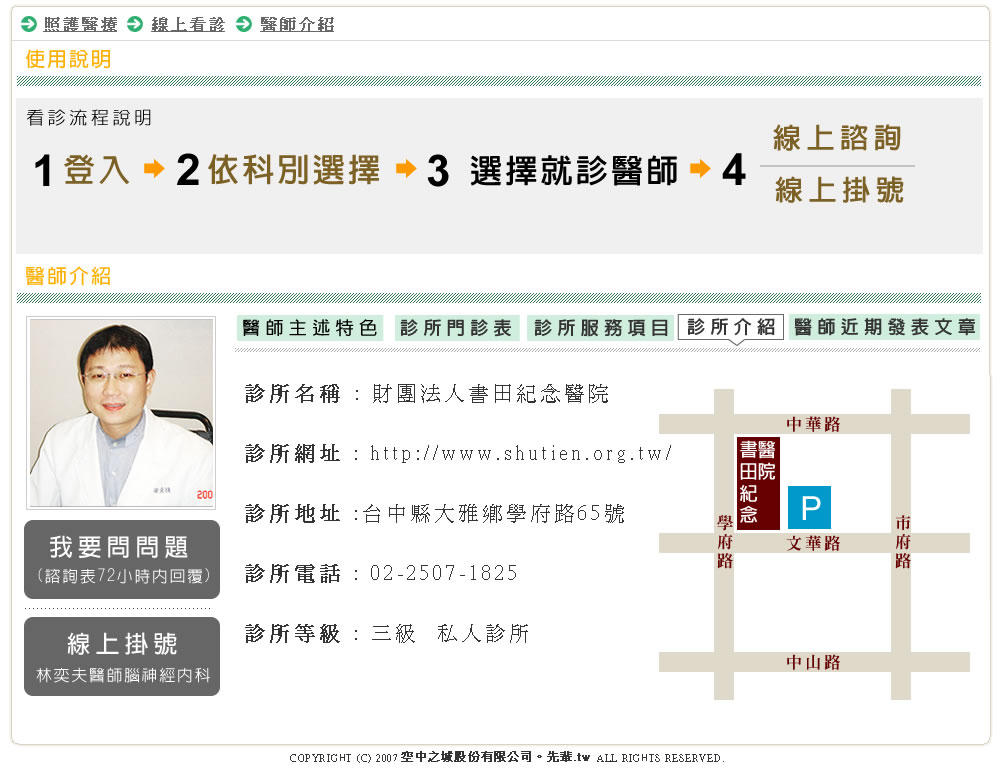 照護醫療 線上看診 醫師介紹
使用說明
看診流程說明
1 登入 2 依科別選擇 3 選擇就診醫師 4
線上諮詢
線上掛號
醫師介紹
醫師主述特色 診所門診表 診所服務項目 診所介紹 醫師近期發表文章
200
我要問問題
(諮詢表72小時內回覆)
線上掛號
林奕夫醫師腦神經內科
診所名稱 : 財團法人書田紀念醫院
診所網址 : http://www.shutien.org.tw/
診所地址 :台中縣大雅鄉學府路65號
診所電話 : 02-2507-1825
診所等級 : 三級 私人診所
中華路
書田紀念
醫院
P
學府路
文華路
市府路
中山路
COPYRIGHT (C) 2007 空中之城股份有限公司。先輩.tw ALL RIGHTS RESERVED.